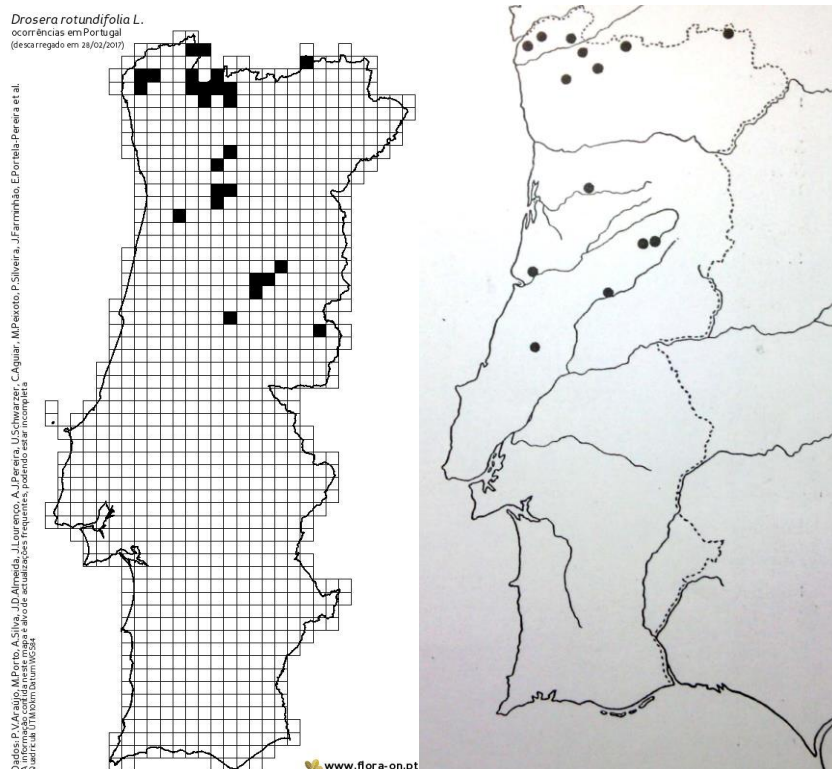 Drosera rotundifolia L.
ocorrências em Portugal
(descarregado em 28/02/2017)
Dados: P.V.Araújo, M.Porto, A.Silva, J.D.Almeida, J.Lourenço, A.J.Pereira, U.Schwarzer, C.Aguiar, M.Peixoto, P.Silveira, J.Farminhão, E.Portela-Pereira et al.
A informação contida neste mapa é alvo de actualizações frequentes, podendo estar incompleta
Quadrícula UTM 10km Datum WGS84
www.flora-on.pt